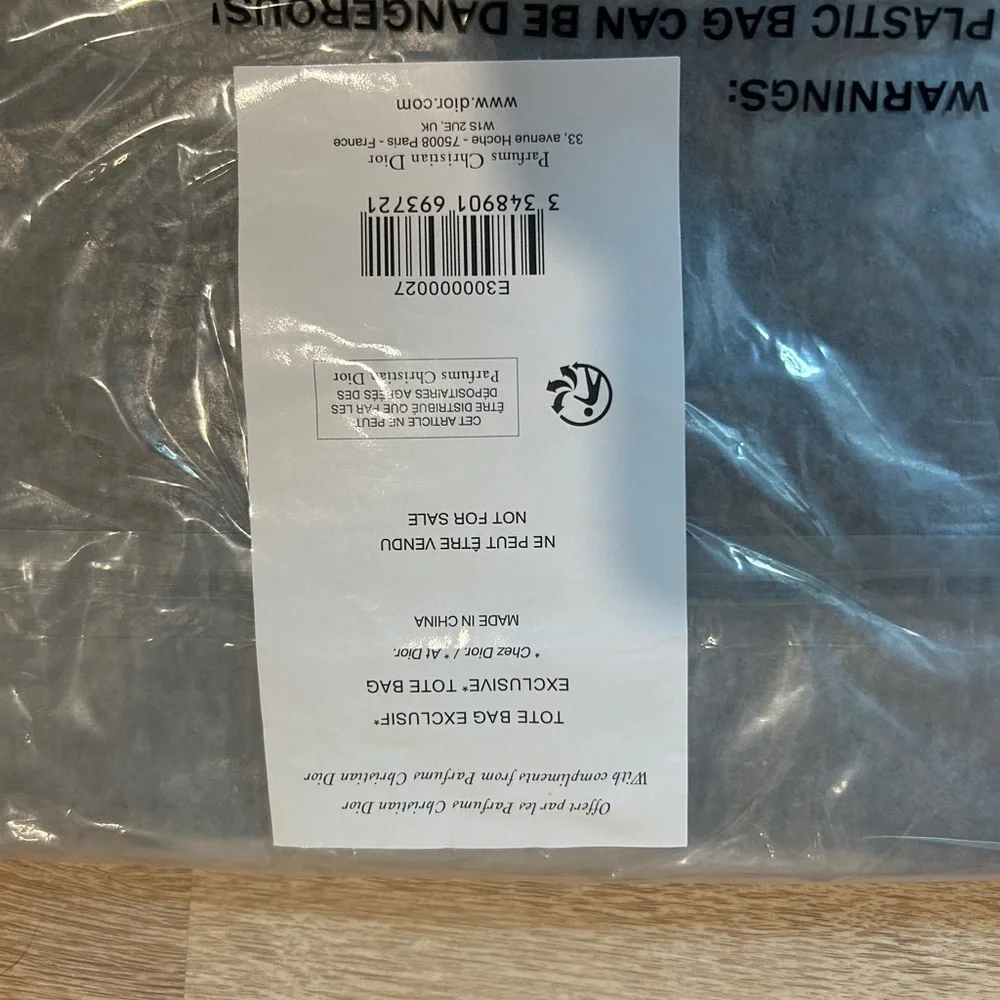 Offert par les Parfums Christian Dior
With compliments from Parfums Christian Dior
TOTE BAG EXCLUSIF*
EXCLUSIVE* TOTE BAG
* Chez Dior. / * At Dior.
MADE IN CHINA
NE PEUT ÊTRE VENDU
NOT FOR SALE
CET ARTICLE NE PEUT
ÊTRE DISTRIBUÉ QUE PAR LES
DÉPOSITAIRES AGRÉÉS DES
Parfums Christian Dior
E300000027
3 348901 693721
Parfums Christian Dior
33, avenue Hoche - 75008 Paris - France
W1S 2UE, UK
www.dior.com
WARNINGS:
PLASTIC BAG CAN BE DANGEROUS!